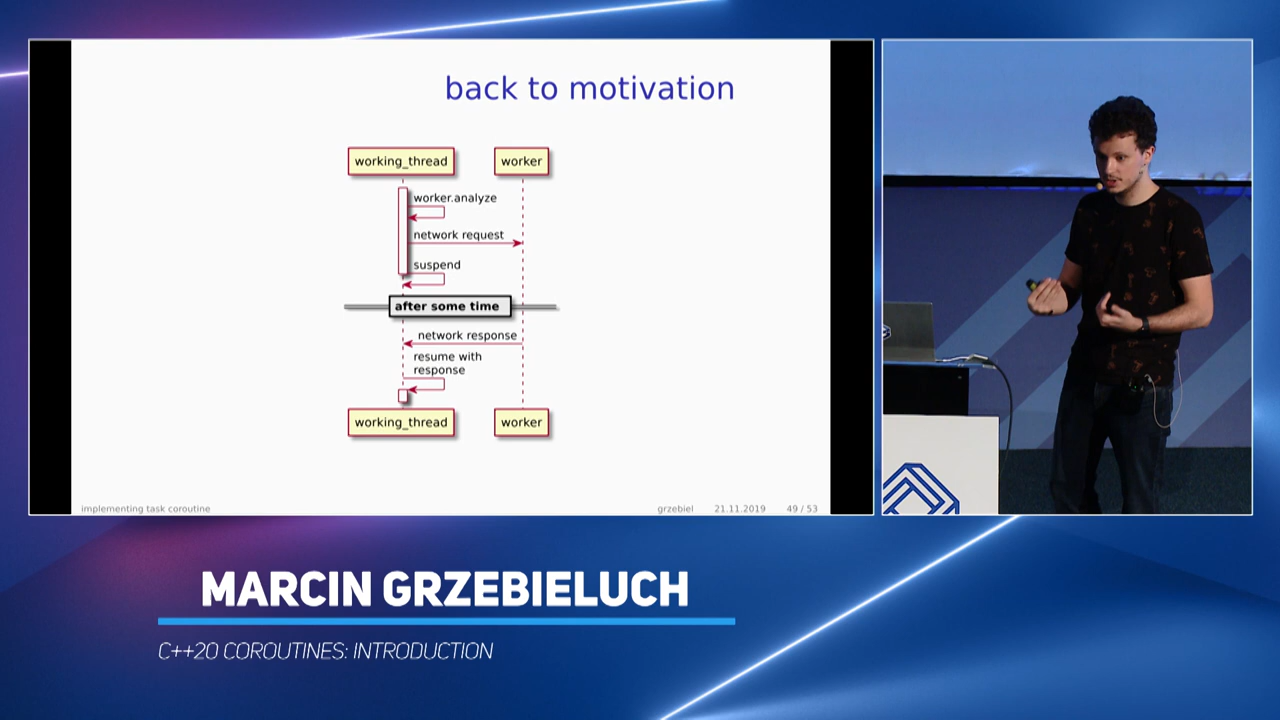 back to motivation
working_thread
worker
worker.analyze
network request
suspend
after some time
network response
resume with
response
working_thread
worker
implementing task coroutine
grzebiel
21.11.2019
49 / 53
MARCIN GRZEBIELUCH
C++20 COROUTINES: INTRODUCTION